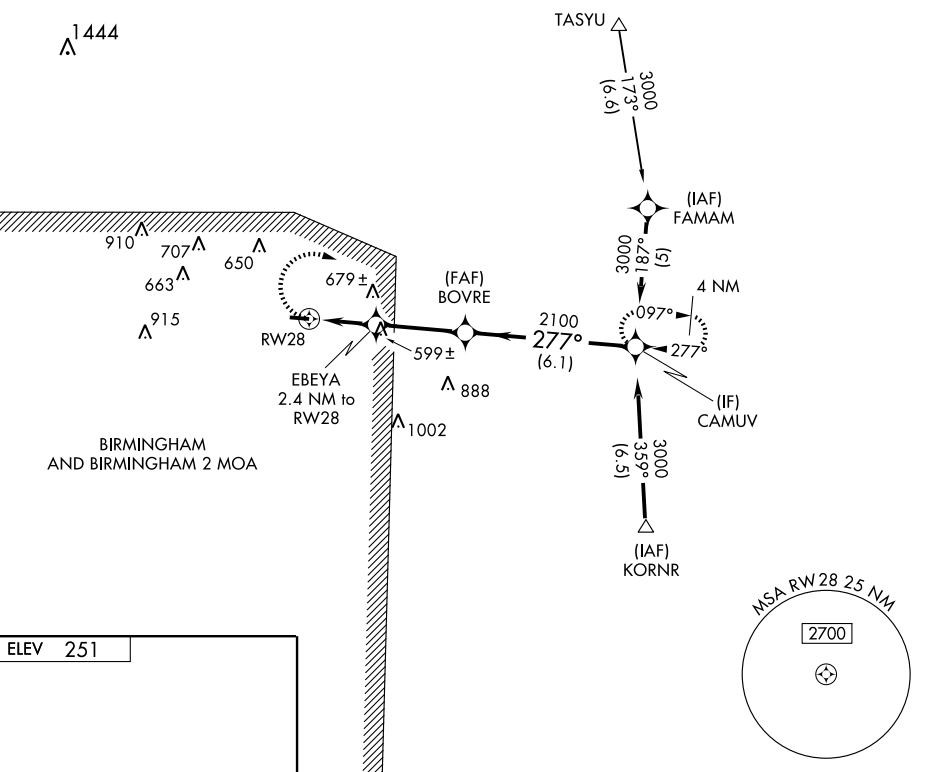 1444
TASYU
3000
173°
(6.6)
(IAF)
FAMAM
3000
187°
(5)
4 NM
910
707
650
663
915
679±
(FAF)
BOVRE
097°
277°
RW28
2100
277°
(6.1)
599±
EBEYA
2.4 NM to
RW28
888
1002
(IF)
CAMUV
BIRMINGHAM
AND BIRMINGHAM 2 MOA
3000
359°
(6.5)
(IAF)
KORNR
MSA RW28 25 NM
2700
ELEV 251